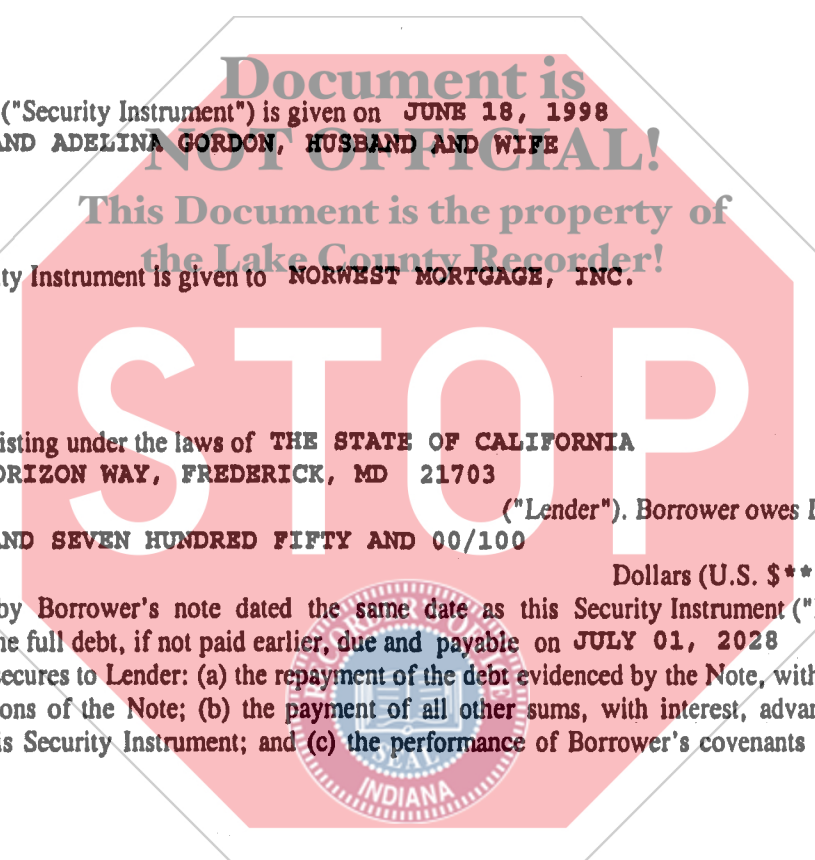 Document is
("Security Instrument") is given on JUNE 18, 1998
AND ADELINA GORDON, HUSBAND AND WIFE
NOT OFFICIAL!
This Document is the property of
the Lake County Recorder!
ty Instrument is given to NORWEST MORTGAGE, INC.
STOP
isting under the laws of THE STATE OF CALIFORNIA
ORIZON WAY, FREDERICK, MD 21703
("Lender"). Borrower owes
AND SEVEN HUNDRED FIFTY AND 00/100
Dollars (U.S. $**
by Borrower's note dated the same date as this Security Instrument ("
he full debt, if not paid earlier, due and payable on JULY 01, 2028
secures to Lender: (a) the repayment of the debt evidenced by the Note, with
ons of the Note; (b) the payment of all other sums, with interest, advan
is Security Instrument; and (c) the performance of Borrower's covenants
RECORDER OF THE
SEAL
INDIANA